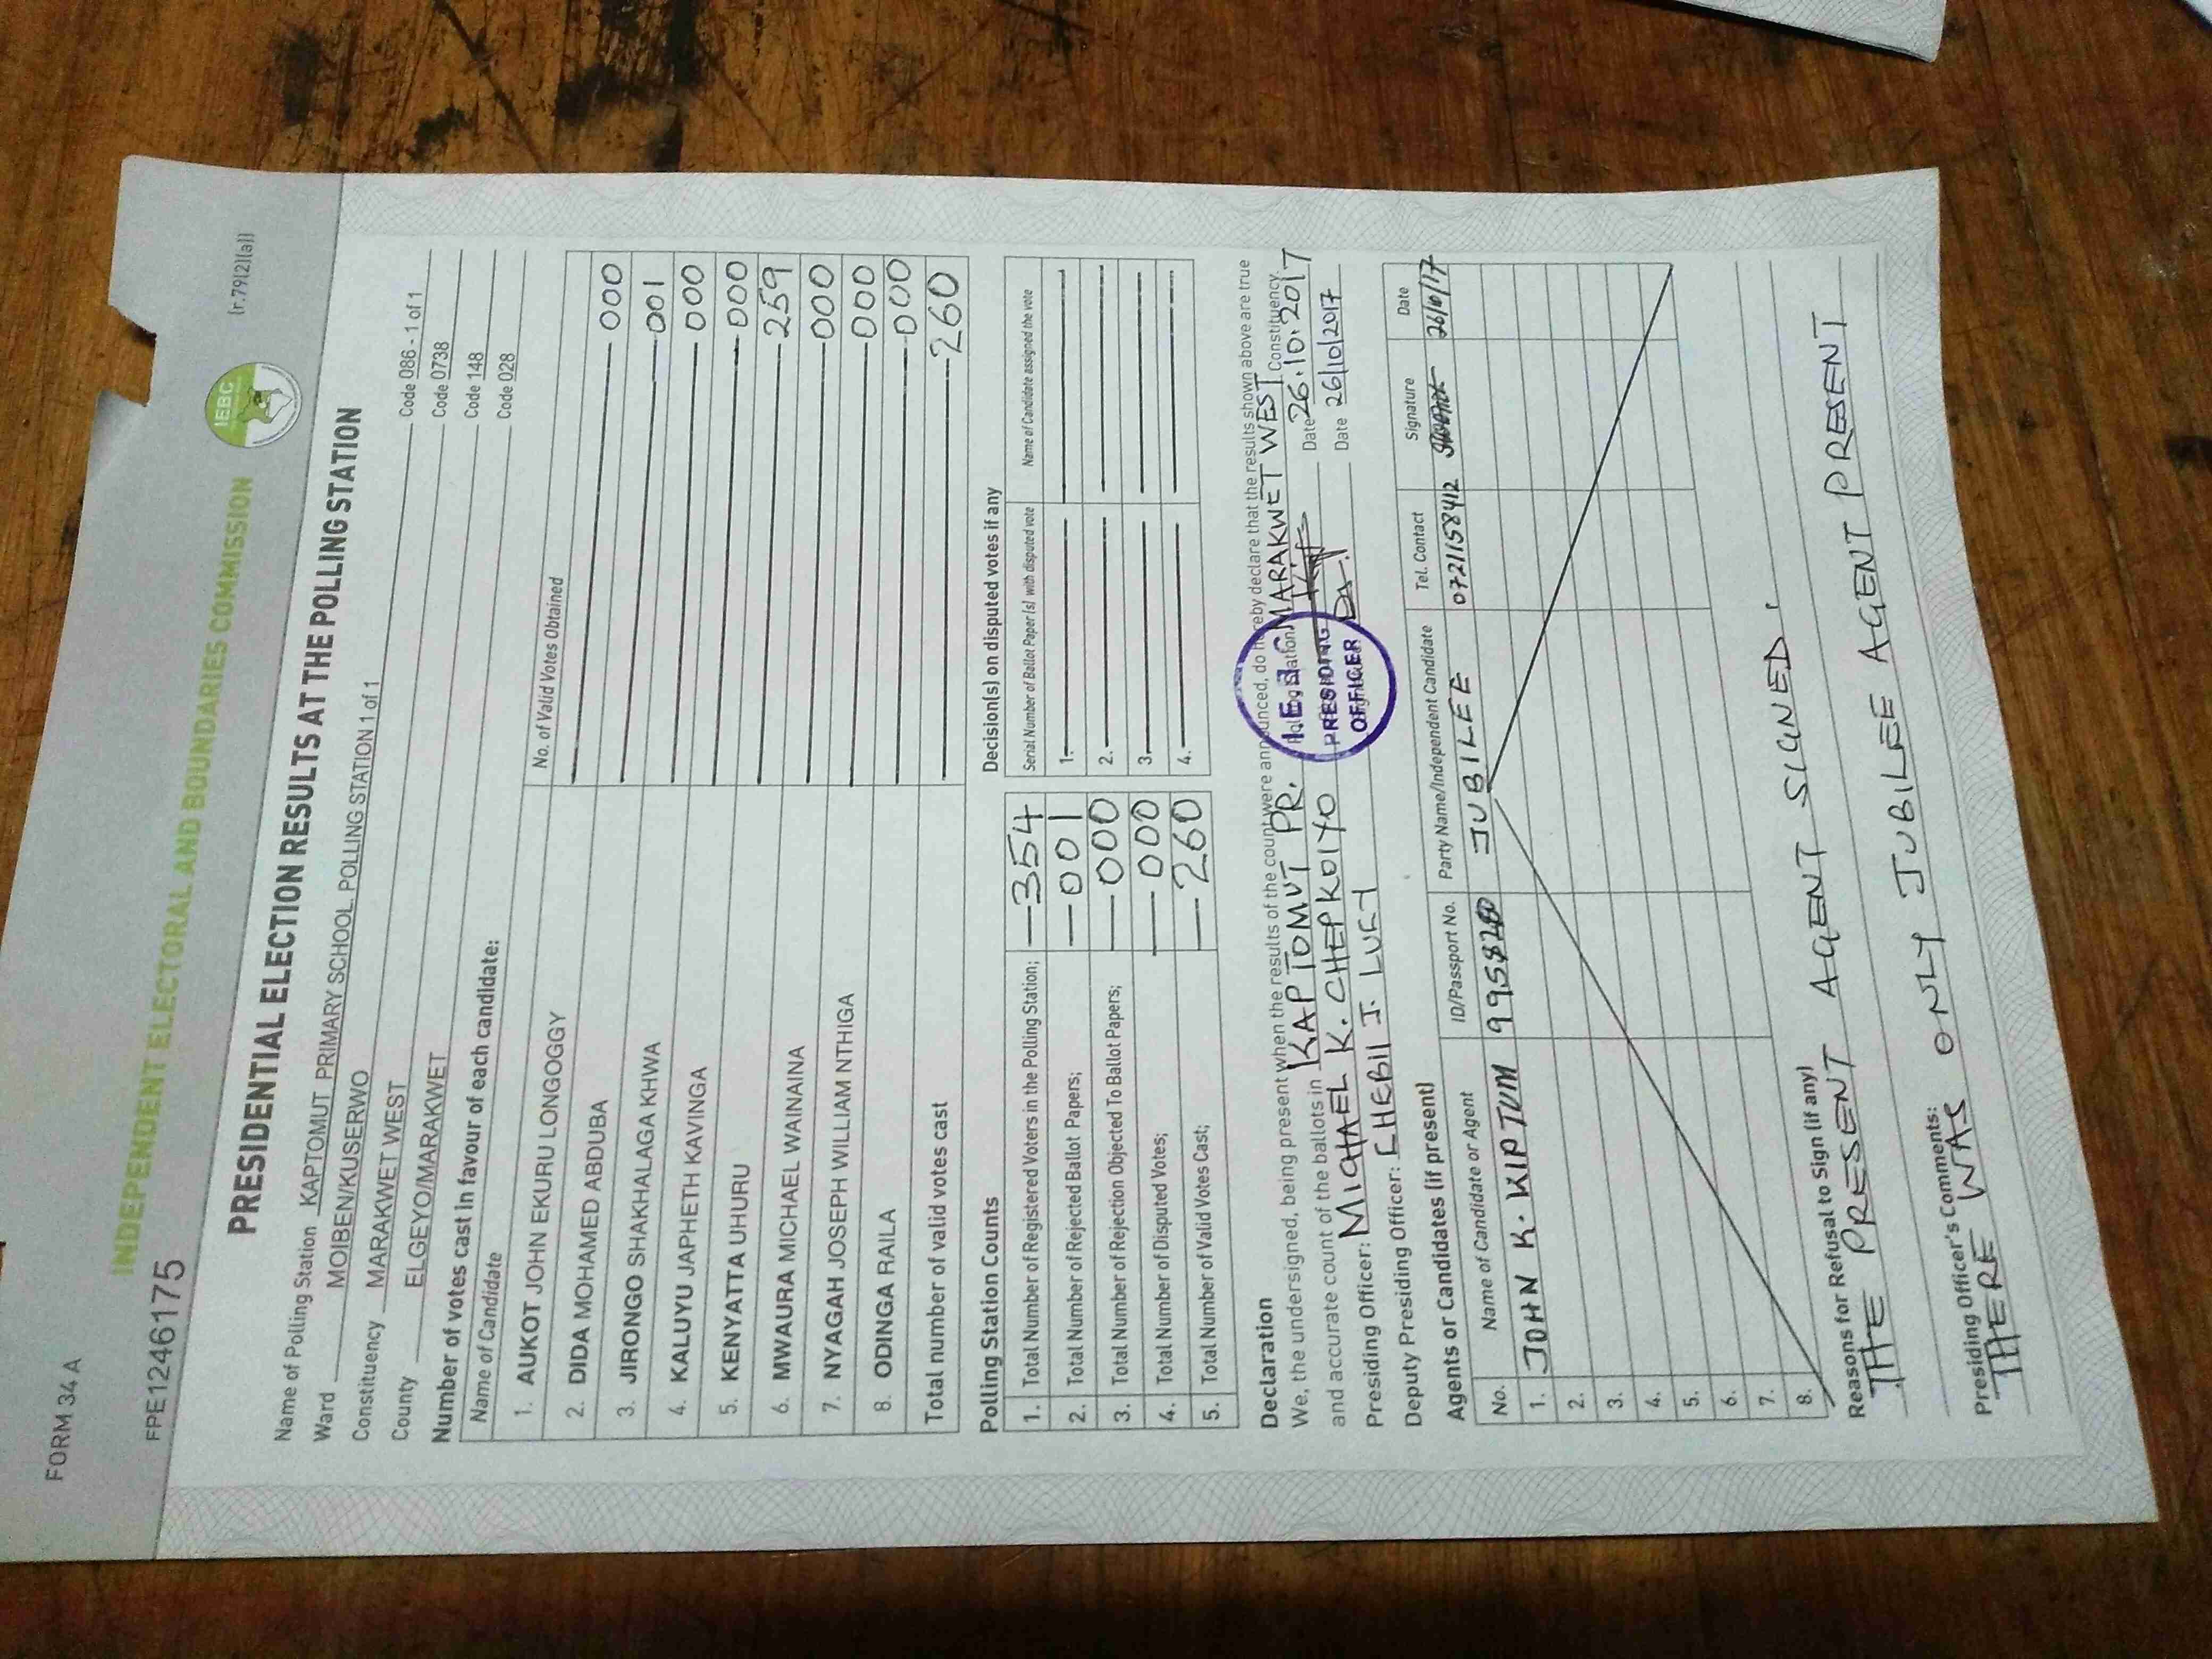 FORM 34 A
(r.79(2)(a))
FPE1246175
INDEPENDENT ELECTORAL AND BOUNDARIES COMMISSION
IEBC
PRESIDENTIAL ELECTION RESULTS AT THE POLLING STATION
Name of Polling Station KAPTOMUT PRIMARY SCHOOL POLLING STATION 1 of 1 Code 086 - 1 of 1
Ward MOIBEN/KUSERWO Code 0738
Constituency MARAKWET WEST Code 148
County ELGEYO/MARAKWET Code 028
Number of votes cast in favour of each candidate:
Name of Candidate No. of Valid Votes Obtained
1. AUKOT JOHN EKURU LONGOGGY 000
2. DIDA MOHAMED ABDUBA 001
3. JIRONGO SHAKHALAGA KHWA 000
4. KALUYU JAPHETH KAVINGA 000
5. KENYATTA UHURU 259
6. MWAURA MICHAEL WAINAINA 000
7. NYAGAH JOSEPH WILLIAM NTHIGA 000
8. ODINGA RAILA 000
Total number of valid votes cast 260
Polling Station Counts
1. Total Number of Registered Voters in the Polling Station; 354
2. Total Number of Rejected Ballot Papers; 001
3. Total Number of Rejection Objected To Ballot Papers; 000
4. Total Number of Disputed Votes; 000
5. Total Number of Valid Votes Cast; 260
Decision(s) on disputed votes if any
Serial Number of Ballot Paper(s) with disputed vote Name of Candidate assigned the vote
1.
2.
3.
4.
Declaration
We, the undersigned, being present when the results of the count were announced, do hereby declare that the results shown above are true
and accurate count of the ballots in KAPTOMUT PR. Polling Station MARAKWET WEST Constituency.
Presiding Officer: MICHAEL K. CHEPKOIYO Date 26.10.2017
Deputy Presiding Officer: CHEBII J. LUCY Date 26/10/2017
I.E.B.C
PRESIDING
OFFICER
Agents or Candidates (if present)
No. Name of Candidate or Agent ID/Passport No. Party Name/Independent Candidate Tel. Contact Signature Date
1. JOHN K. KIPTUM JUBILEE 0721158412 26/10/17
2.
3.
4.
5.
6.
7.
8.
Reasons for Refusal to Sign (if any)
THE PRESENT AGENT SIGNED.
Presiding Officer's Comments:
THERE WAS ONLY JUBILEE AGENT PRESENT